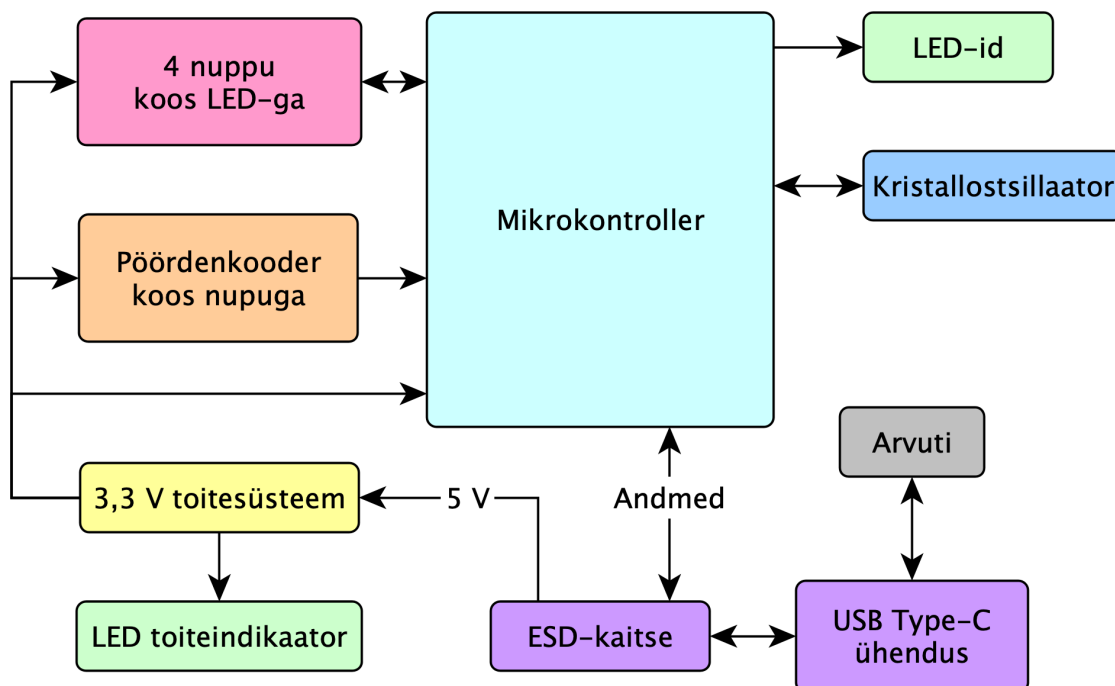 4 nuppu
koos LED-ga
Mikrokontroller
LED-id
Kristallostsillaator
Pöördenkooder
koos nupuga
Arvuti
3,3 V toitesüsteem
5 V
Andmed
LED toiteindikaator
ESD-kaitse
USB Type-C
ühendus